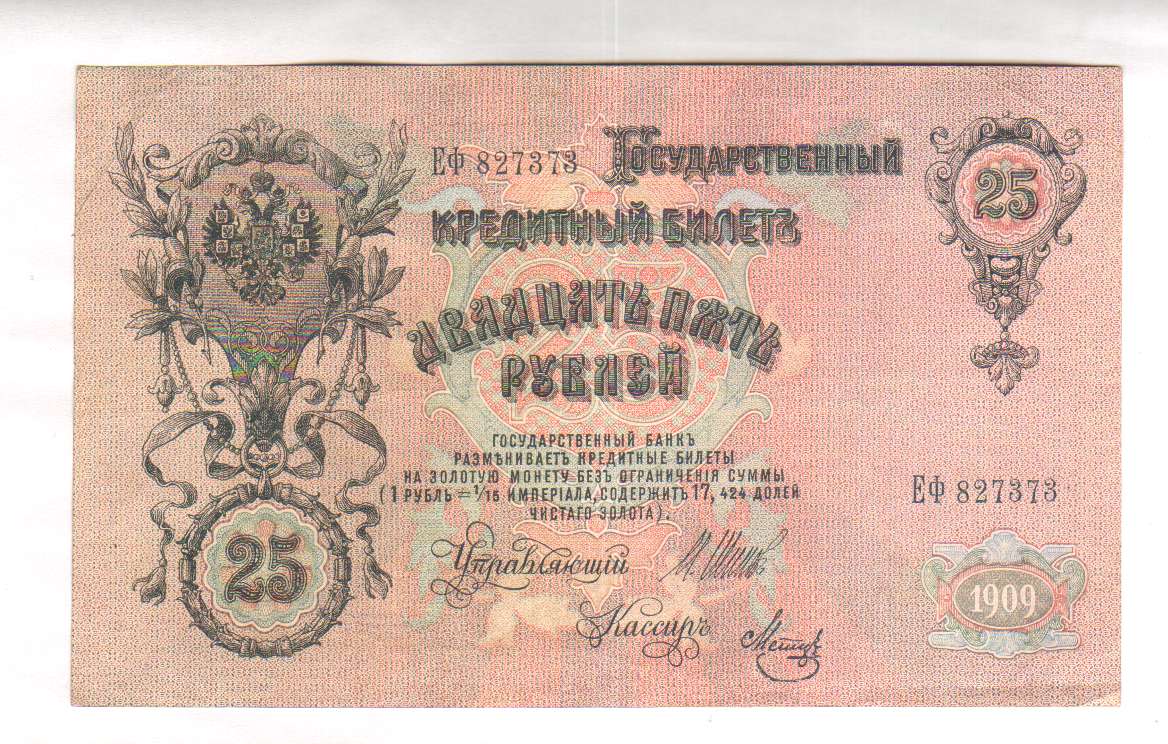 ЕФ 827373 Государственный
Кредитный Билетъ
25
Двадцать пять
рублей
Государственный Банкъ
размѣниваетъ кредитные билеты
на золотую монету безъ ограниченія суммы
(1 рубль = 1/15 имперіала, содержитъ 17, 424 долей
чистаго золота).
ЕФ 827373
Управляющій
25
Кассиръ
1909